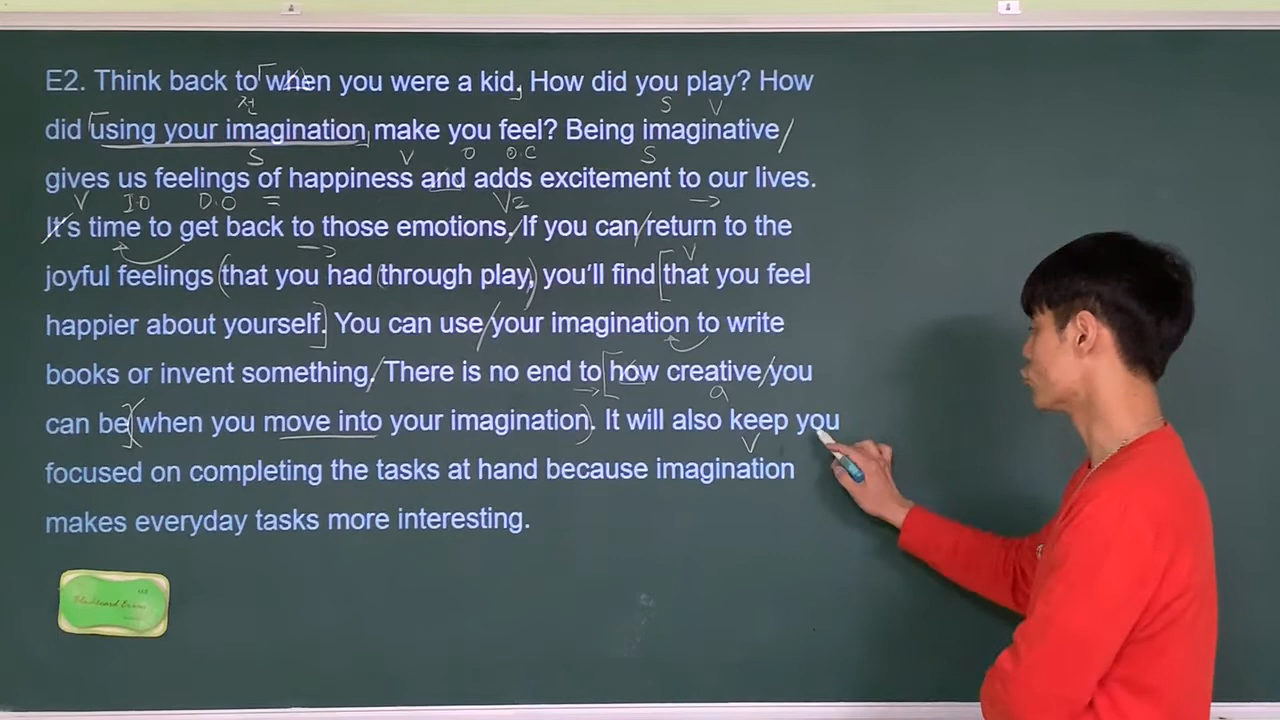 E2. Think back to when you were a kid. How did you play? How
전 S V
did using your imagination make you feel? Being imaginative
S V O O.C S
gives us feelings of happiness and adds excitement to our lives.
V I.O D.O V2
It's time to get back to those emotions. If you can return to the
V
joyful feelings that you had through play, you'll find that you feel
happier about yourself. You can use your imagination to write
books or invent something. There is no end to how creative you
a
can be when you move into your imagination. It will also keep you
V
focused on completing the tasks at hand because imagination
makes everyday tasks more interesting.
Blackboard Eraser